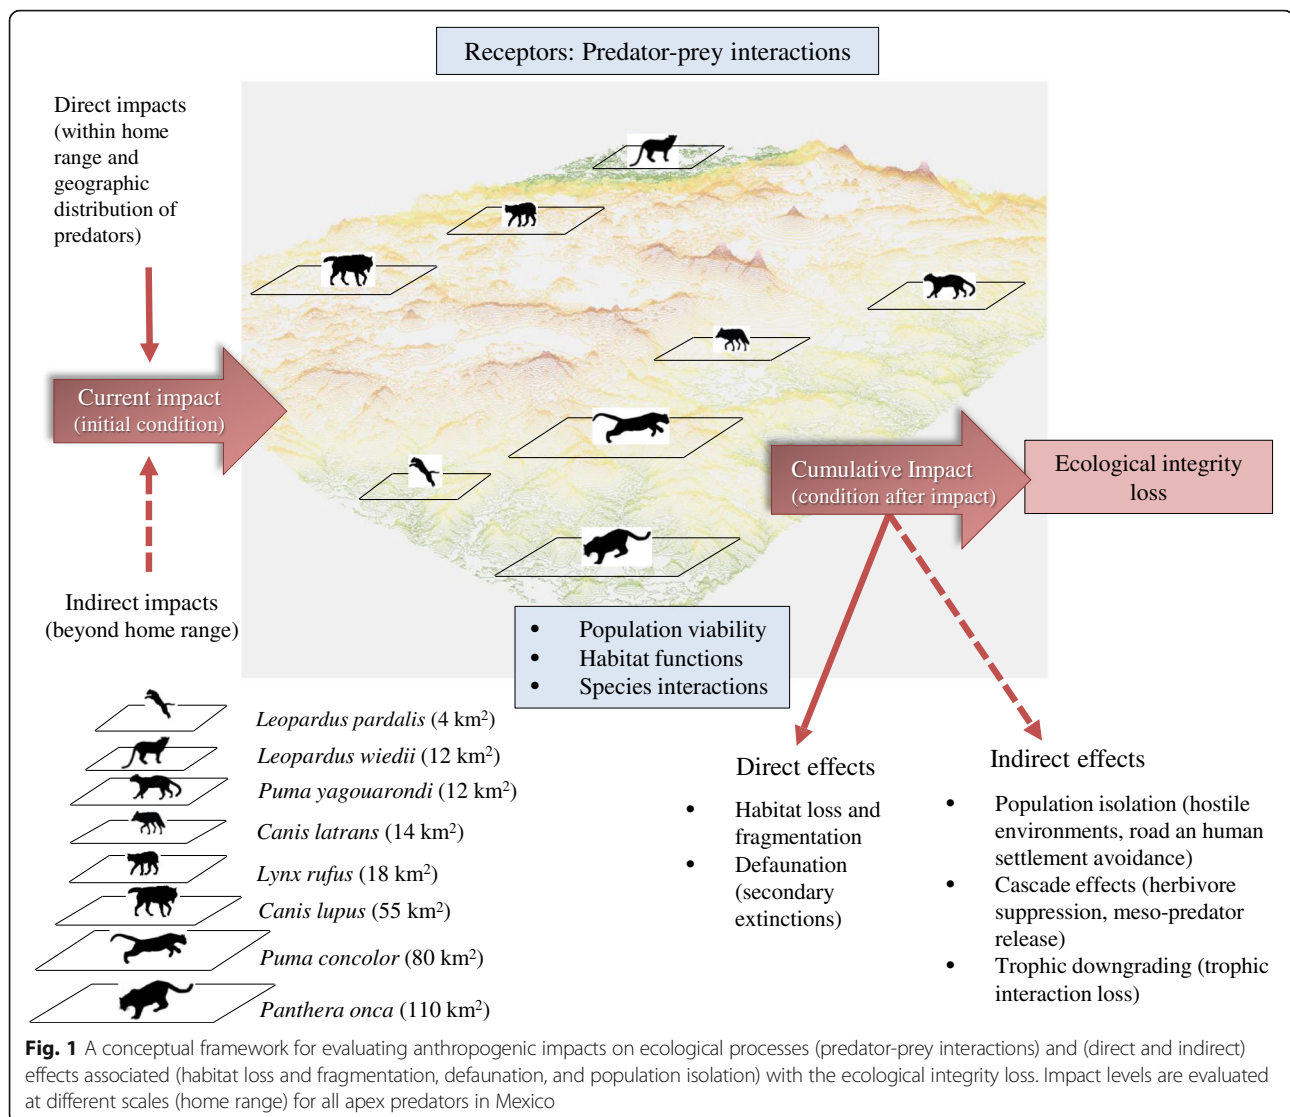 Receptors: Predator-prey interactions
Direct impacts
(within home
range and
geographic
distribution of
predators)
Current impact
(initial condition)
Indirect impacts
(beyond home range)
Cumulative Impact
(condition after impact)
Ecological integrity
loss
• Population viability
• Habitat functions
• Species interactions
Leopardus pardalis (4 km²)
Leopardus wiedii (12 km²)
Puma yagouarondi (12 km²)
Canis latrans (14 km²)
Lynx rufus (18 km²)
Canis lupus (55 km²)
Puma concolor (80 km²)
Panthera onca (110 km²)
Direct effects
• Habitat loss and
fragmentation
• Defaunation
(secondary
extinctions)
Indirect effects
• Population isolation (hostile
environments, road an human
settlement avoidance)
• Cascade effects (herbivore
suppression, meso-predator
release)
• Trophic downgrading (trophic
interaction loss)
Fig. 1 A conceptual framework for evaluating anthropogenic impacts on ecological processes (predator-prey interactions) and (direct and indirect)
effects associated (habitat loss and fragmentation, defaunation, and population isolation) with the ecological integrity loss. Impact levels are evaluated
at different scales (home range) for all apex predators in Mexico